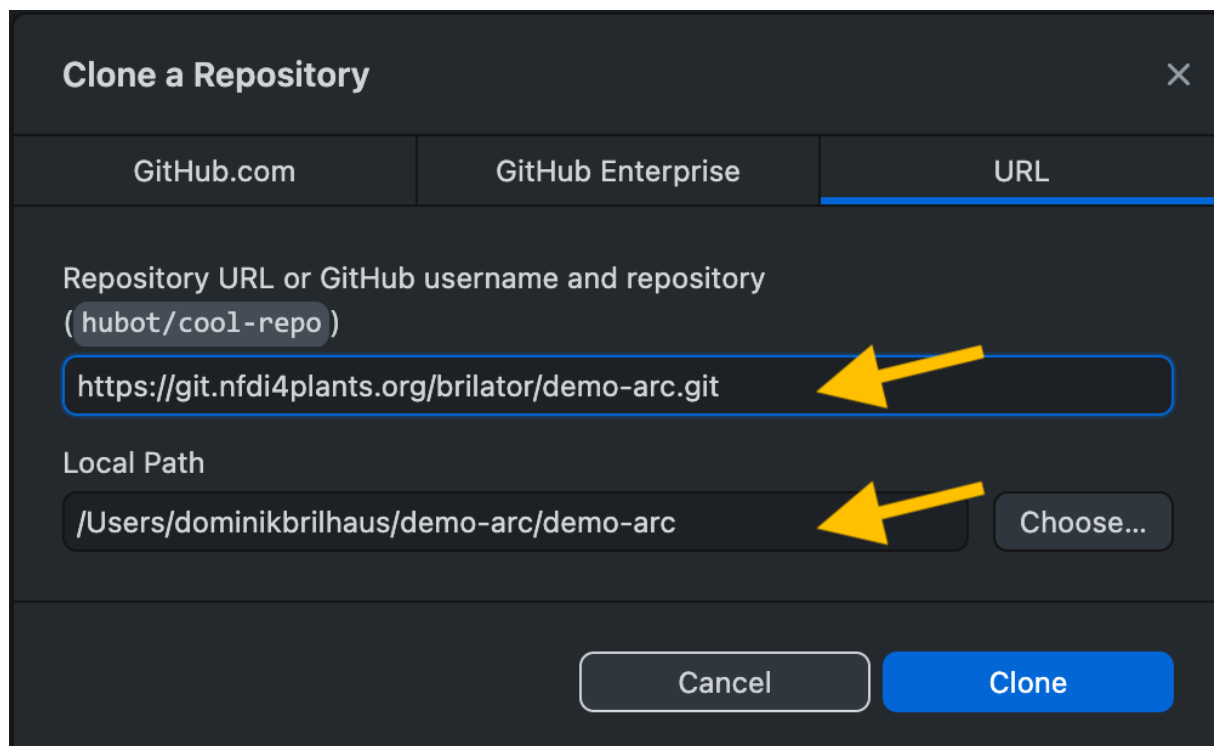 Clone a Repository
GitHub.com GitHub Enterprise URL
Repository URL or GitHub username and repository
(hubot/cool-repo)
https://git.nfdi4plants.org/brilator/demo-arc.git
Local Path
/Users/dominikbrilhaus/demo-arc/demo-arc Choose...
Cancel Clone